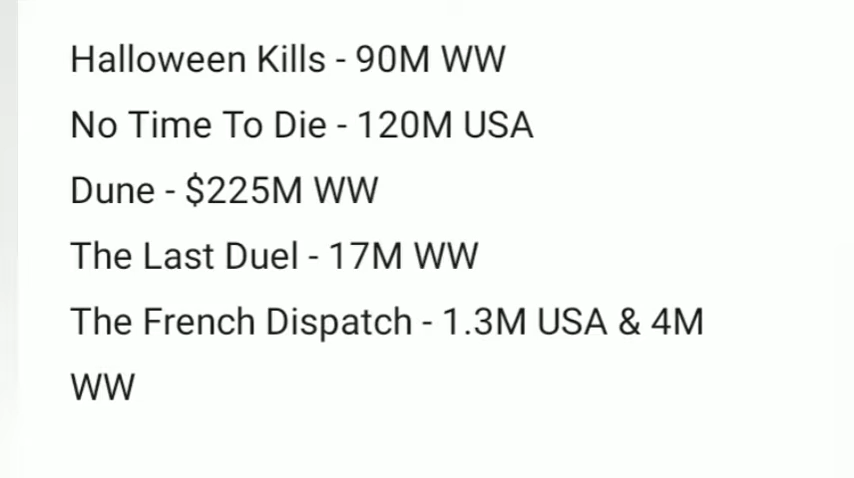 Halloween Kills - 90M WW
No Time To Die - 120M USA
Dune - $225M WW
The Last Duel - 17M WW
The French Dispatch - 1.3M USA & 4M
WW